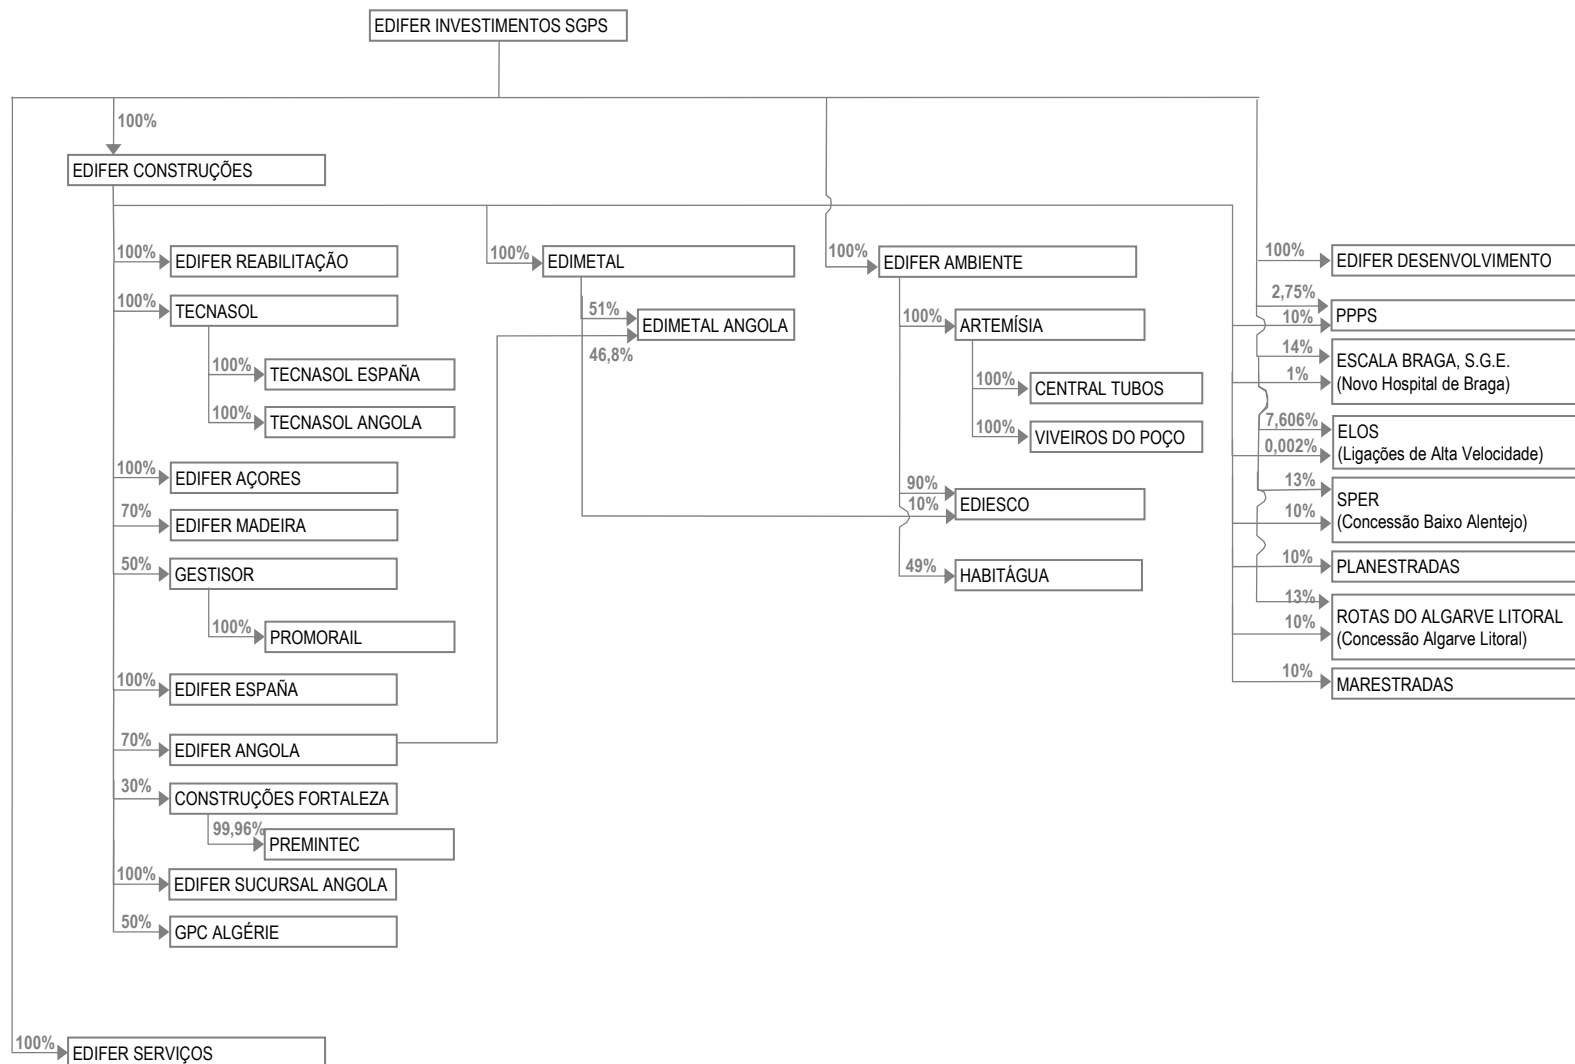 EDIFER INVESTIMENTOS SGPS
100%
EDIFER CONSTRUÇÕES
100%
EDIFER REABILITAÇÃO
100%
TECNASOL
100%
TECNASOL ESPAÑA
100%
TECNASOL ANGOLA
100%
EDIFER AÇORES
70%
EDIFER MADEIRA
50%
GESTISOR
100%
PROMORAIL
100%
EDIFER ESPAÑA
70%
EDIFER ANGOLA
30%
CONSTRUÇÕES FORTALEZA
99,96%
PREMINTEC
100%
EDIFER SUCURSAL ANGOLA
50%
GPC ALGÉRIE
100%
EDIFER SERVIÇOS
100%
EDIMETAL
51%
EDIMETAL ANGOLA
46,8%
100%
EDIFER AMBIENTE
100%
ARTEMÍSIA
100%
CENTRAL TUBOS
100%
VIVEIROS DO POÇO
90%
10%
EDIESCO
49%
HABITÁGUA
100%
EDIFER DESENVOLVIMENTO
2,75%
10%
PPPS
14%
1%
ESCALA BRAGA, S.G.E.
(Novo Hospital de Braga)
7,606%
0,002%
ELOS
(Ligações de Alta Velocidade)
13%
10%
SPER
(Concessão Baixo Alentejo)
10%
PLANESTRADAS
13%
10%
ROTAS DO ALGARVE LITORAL
(Concessão Algarve Litoral)
10%
MARESTRADAS